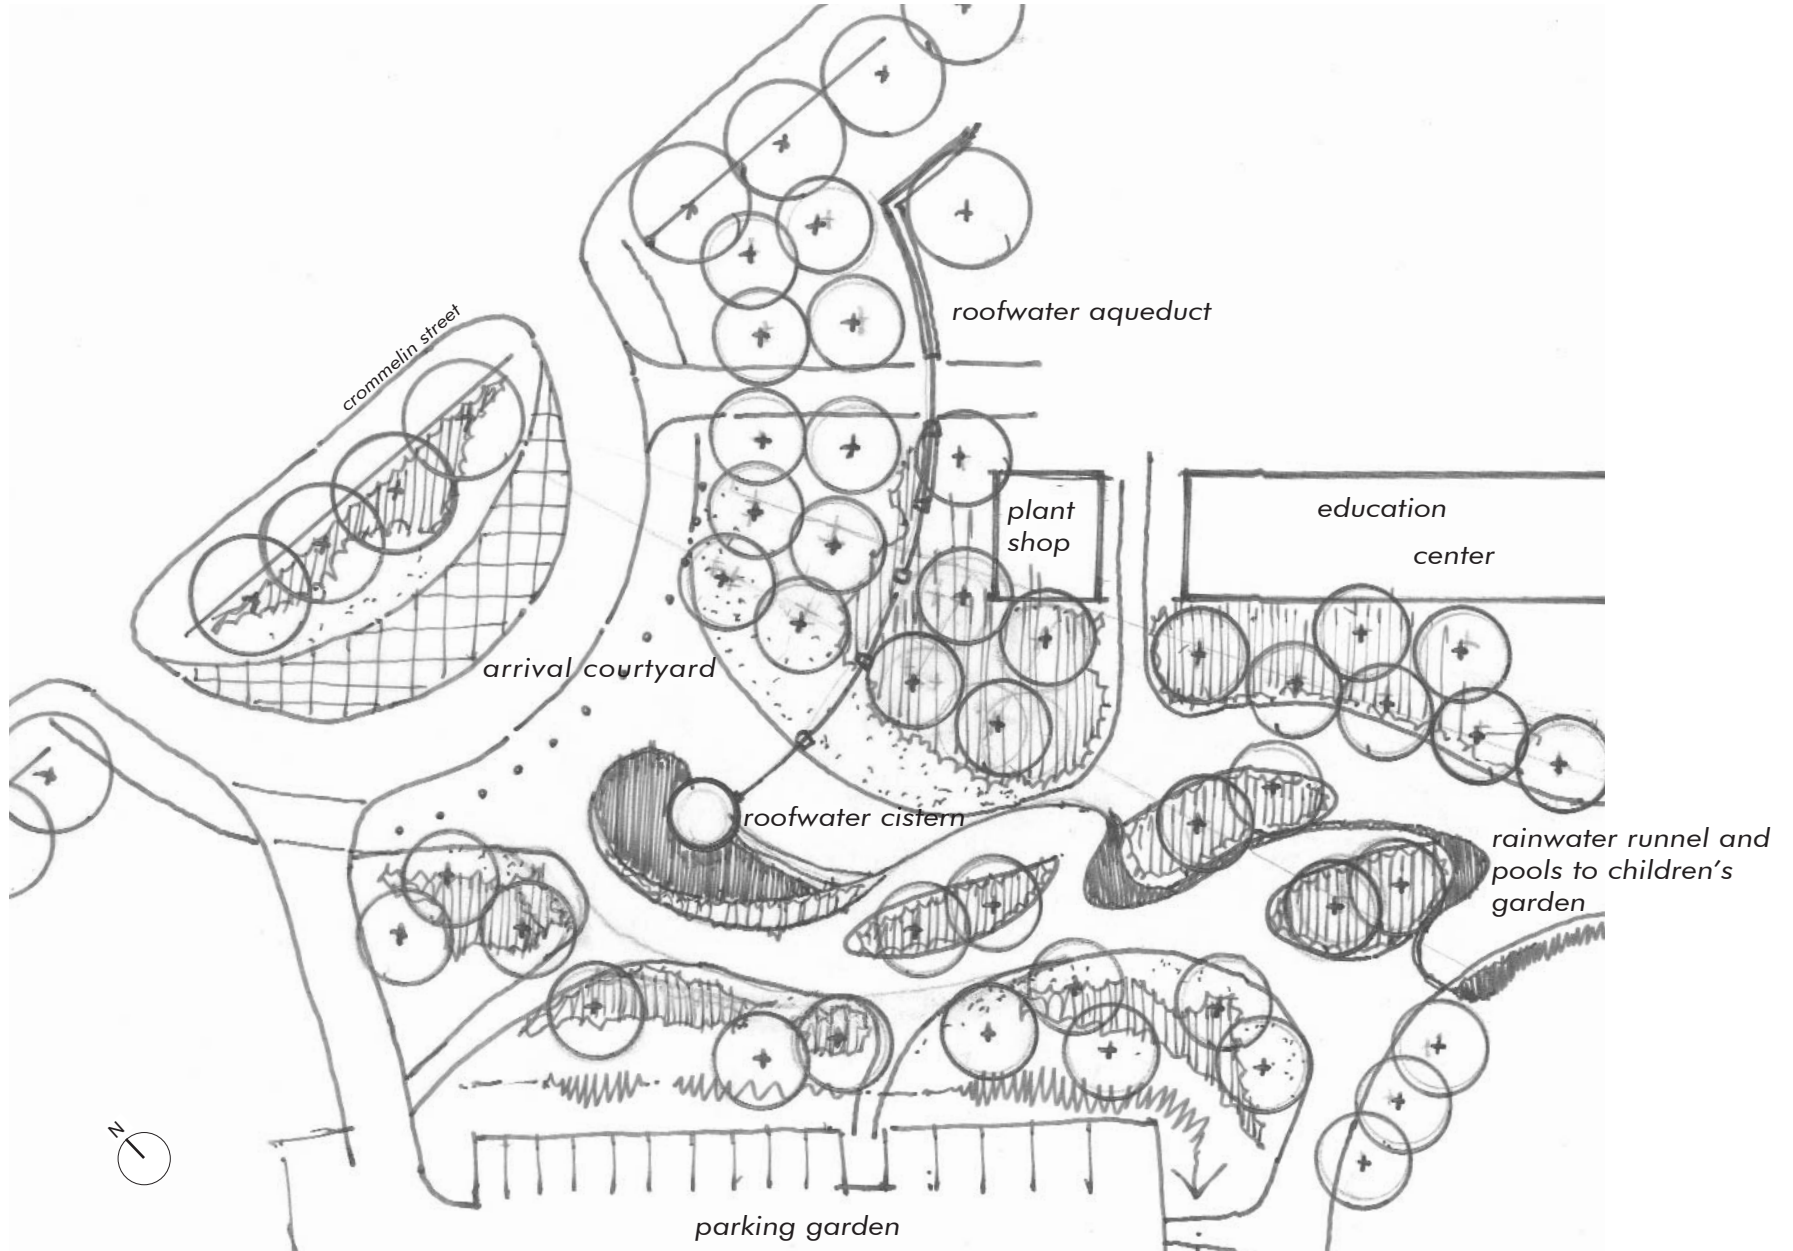 roofwater aqueduct
crommelin street
plant
shop
education
center
arrival courtyard
roofwater cistern
rainwater runnel and
pools to children's
garden
N
parking garden